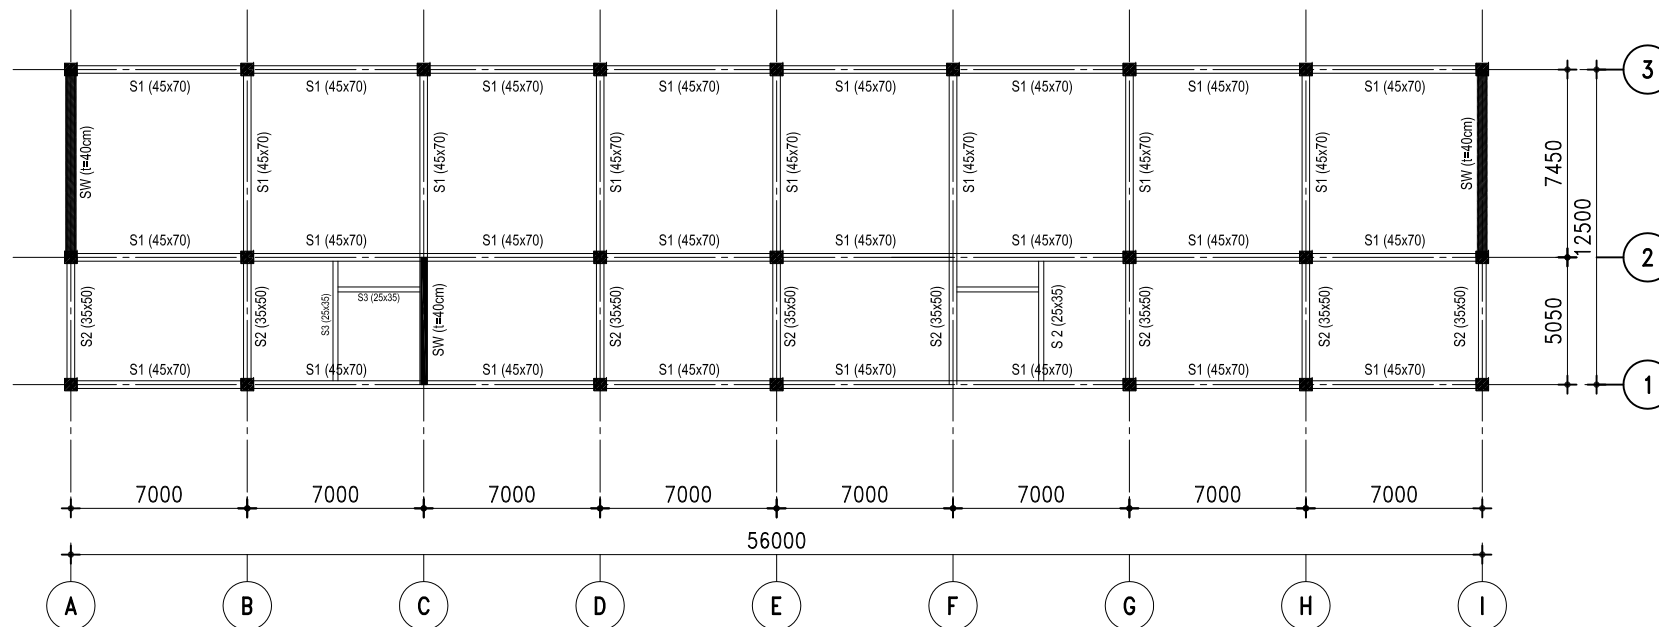 S1 (45x70) S1 (45x70) S1 (45x70) S1 (45x70) S1 (45x70) S1 (45x70) S1 (45x70) S1 (45x70)
3
SW (t=40cm)
S1 (45x70)
S1 (45x70)
S1 (45x70)
S1 (45x70)
S1 (45x70)
S1 (45x70)
S1 (45x70)
SW (t=40cm)
7450
12500
S1 (45x70) S1 (45x70) S1 (45x70) S1 (45x70) S1 (45x70) S1 (45x70) S1 (45x70) S1 (45x70)
2
S2 (35x50)
S2 (35x50)
S3 (25x35)
S3 (25x35)
SW (t=40cm)
S2 (35x50)
S2 (35x50)
S2 (35x50)
S 2 (25x35)
S2 (35x50)
S2 (35x50)
S2 (35x50)
5050
S1 (45x70) S1 (45x70) S1 (45x70) S1 (45x70) S1 (45x70) S1 (45x70) S1 (45x70) S1 (45x70)
1
7000 7000 7000 7000 7000 7000 7000 7000
56000
A B C D E F G H I